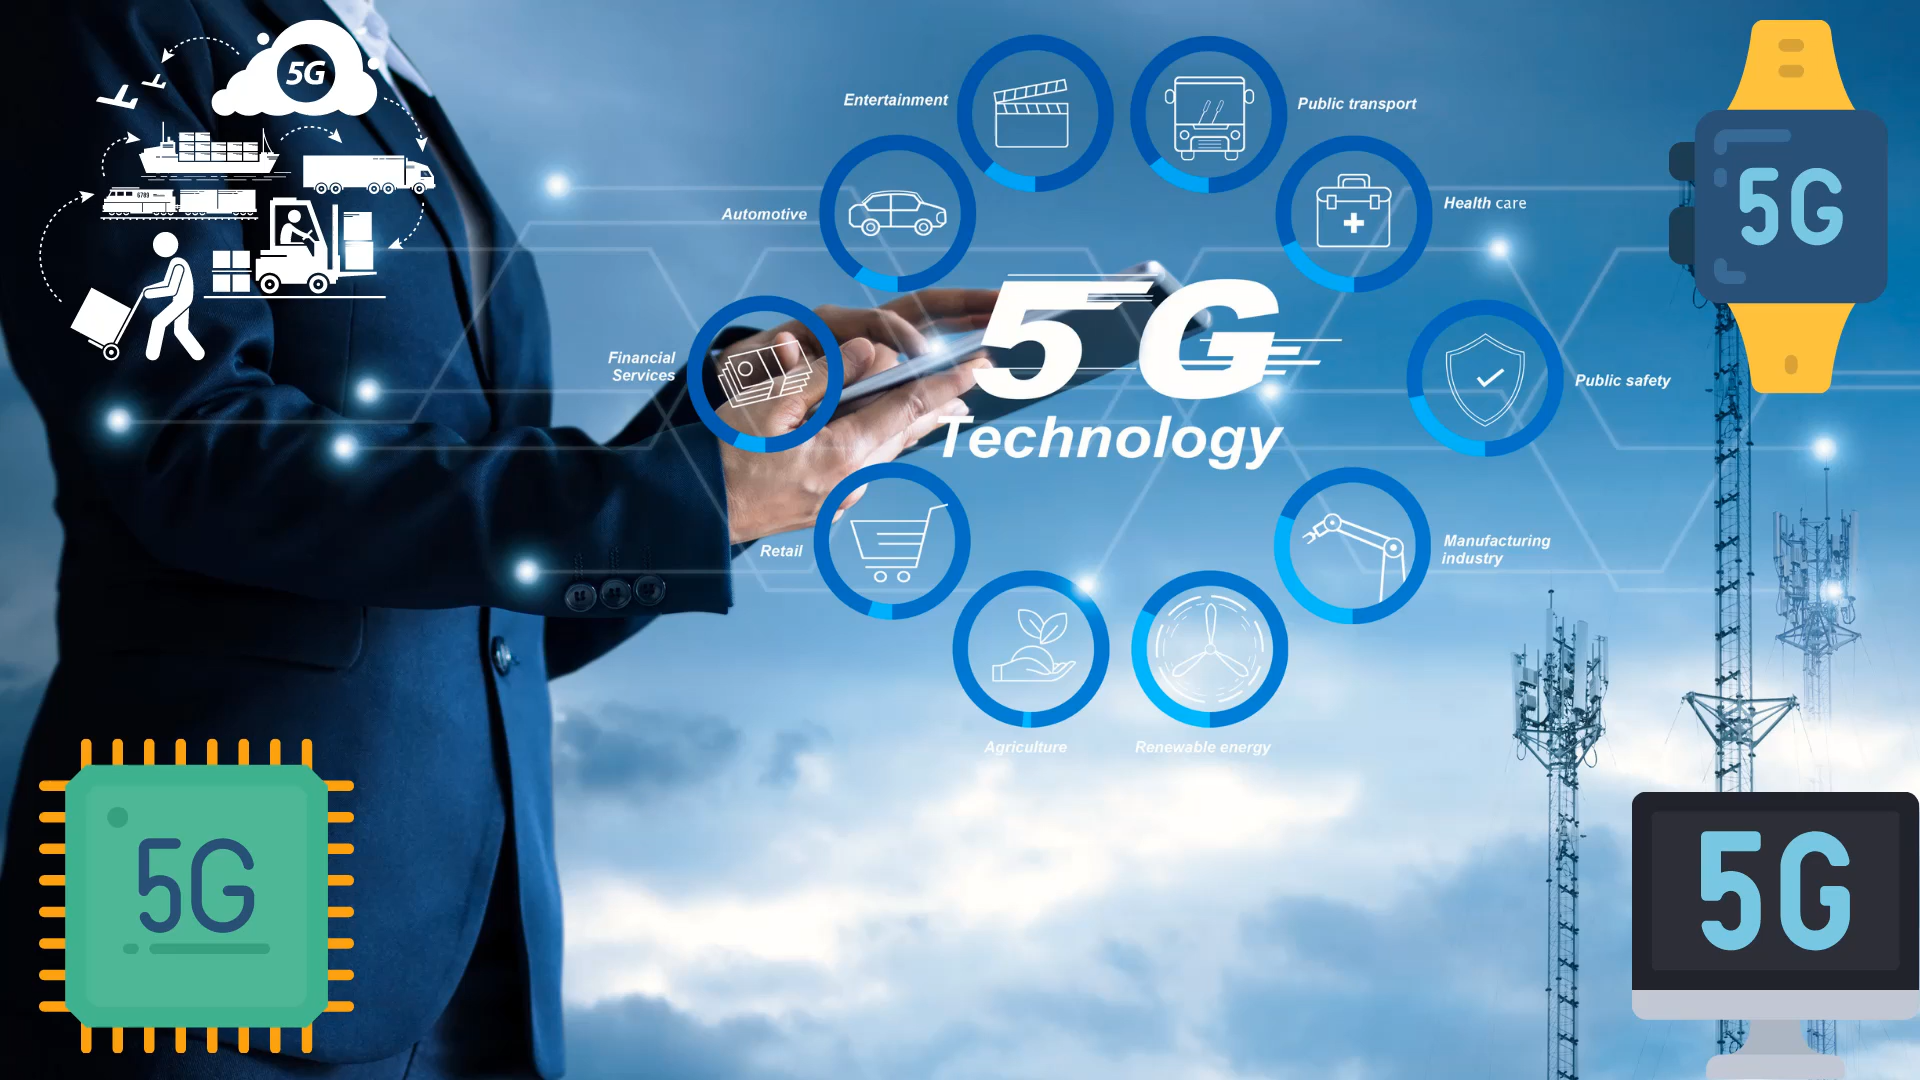 5G
6789
Entertainment
Public transport
Automotive
Health care
5G
Financial
Services
5G
Technology
Public safety
Retail
Manufacturing
industry
Agriculture
Renewable energy
5G
5G